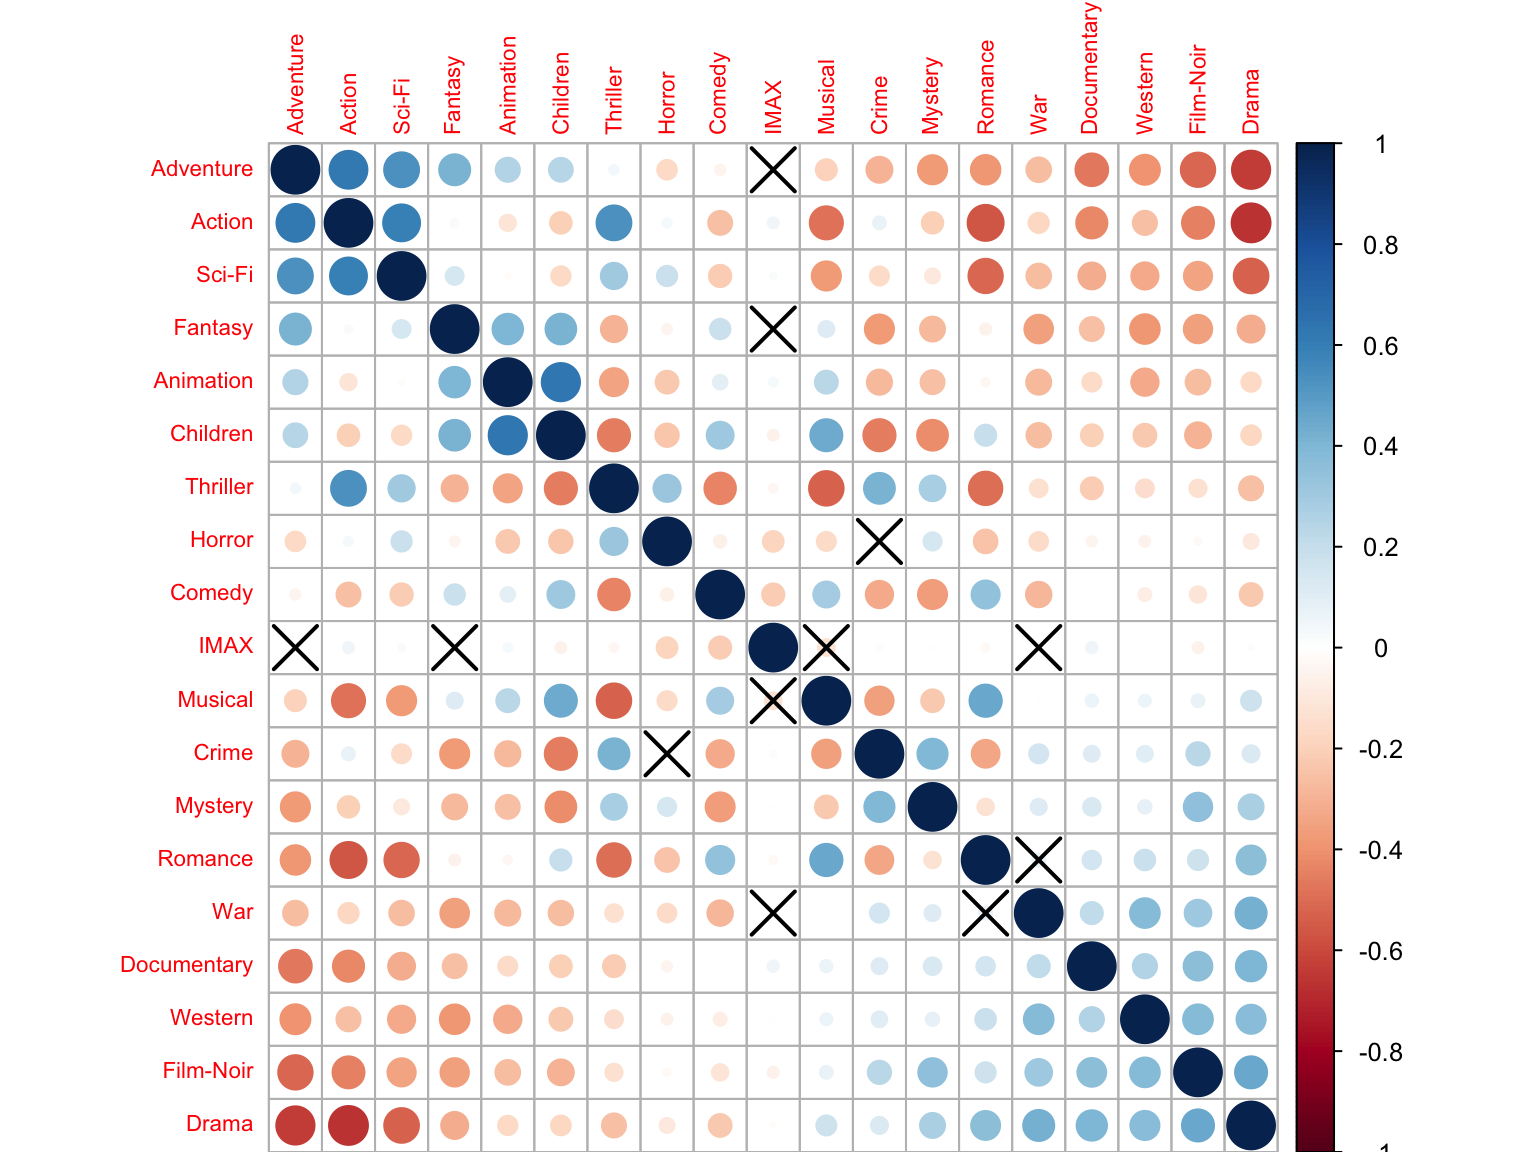 Adventure
Action
Sci-Fi
Fantasy
Animation
Children
Thriller
Horror
Comedy
IMAX
Musical
Crime
Mystery
Romance
War
Documentary
Western
Film-Noir
Drama
Adventure
Action
Sci-Fi
Fantasy
Animation
Children
Thriller
Horror
Comedy
IMAX
Musical
Crime
Mystery
Romance
War
Documentary
Western
Film-Noir
Drama
1
0.8
0.6
0.4
0.2
0
-0.2
-0.4
-0.6
-0.8